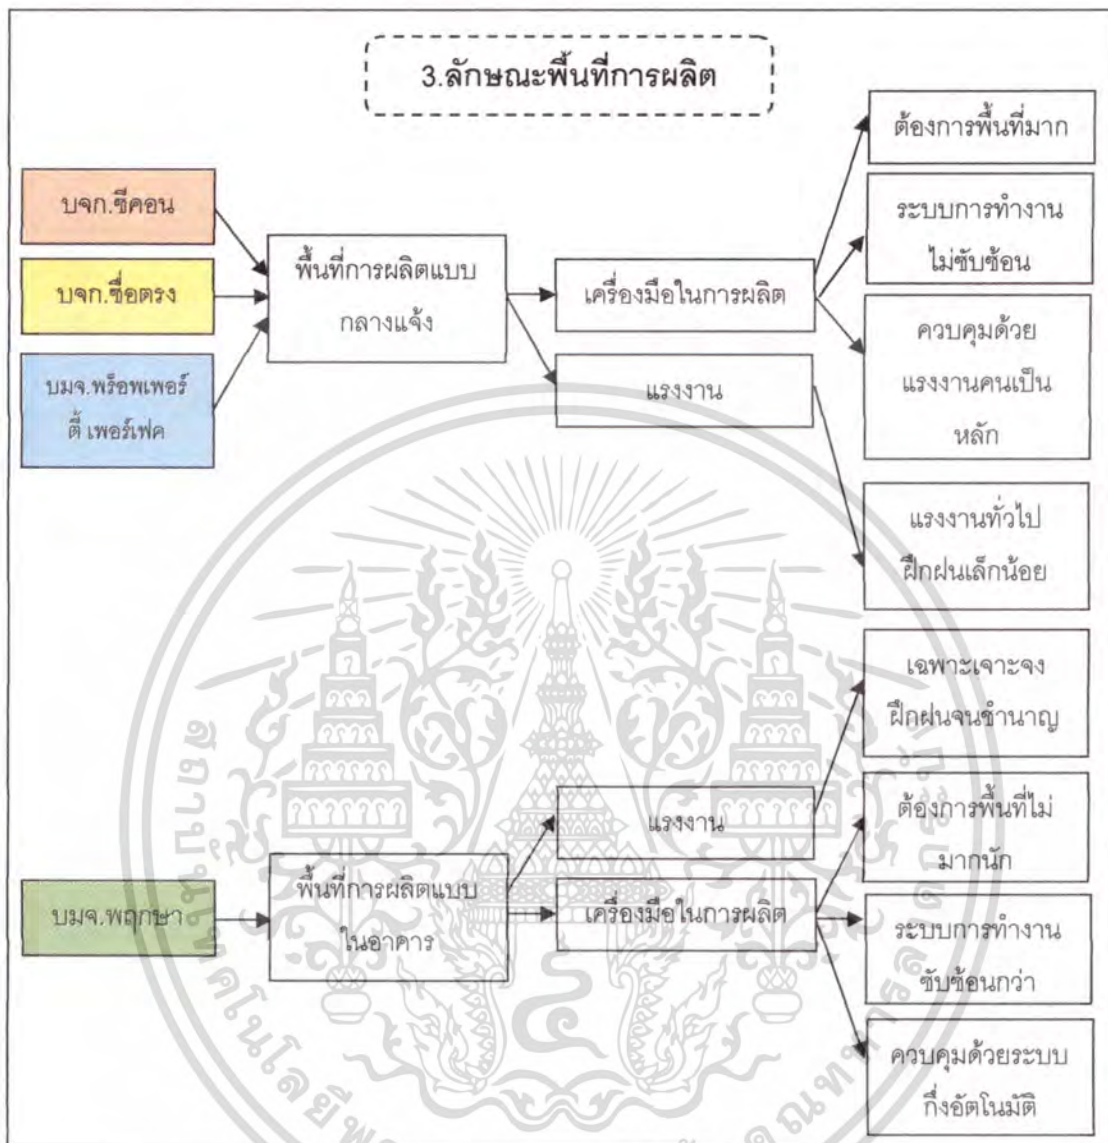 3.ลักษณะพื้นที่การผลิต
บจก.ซีคอน
บจก.ซื่อตรง
บมจ.พร็อพเพอร์
ตี้ เพอร์เฟค
พื้นที่การผลิตแบบ
กลางแจ้ง
เครื่องมือในการผลิต
แรงงาน
ต้องการพื้นที่มาก
ระบบการทำงาน
ไม่ซับซ้อน
ควบคุมด้วย
แรงงานคนเป็น
หลัก
แรงงานทั่วไป
ฝึกฝนเล็กน้อย
บมจ.พฤกษา
พื้นที่การผลิตแบบ
ในอาคาร
แรงงาน
เครื่องมือในการผลิต
เฉพาะเจาะจง
ฝึกฝนจนชำนาญ
ต้องการพื้นที่ไม่
มากนัก
ระบบการทำงาน
ซับซ้อนกว่า
ควบคุมด้วยระบบ
กึ่งอัตโนมัติ